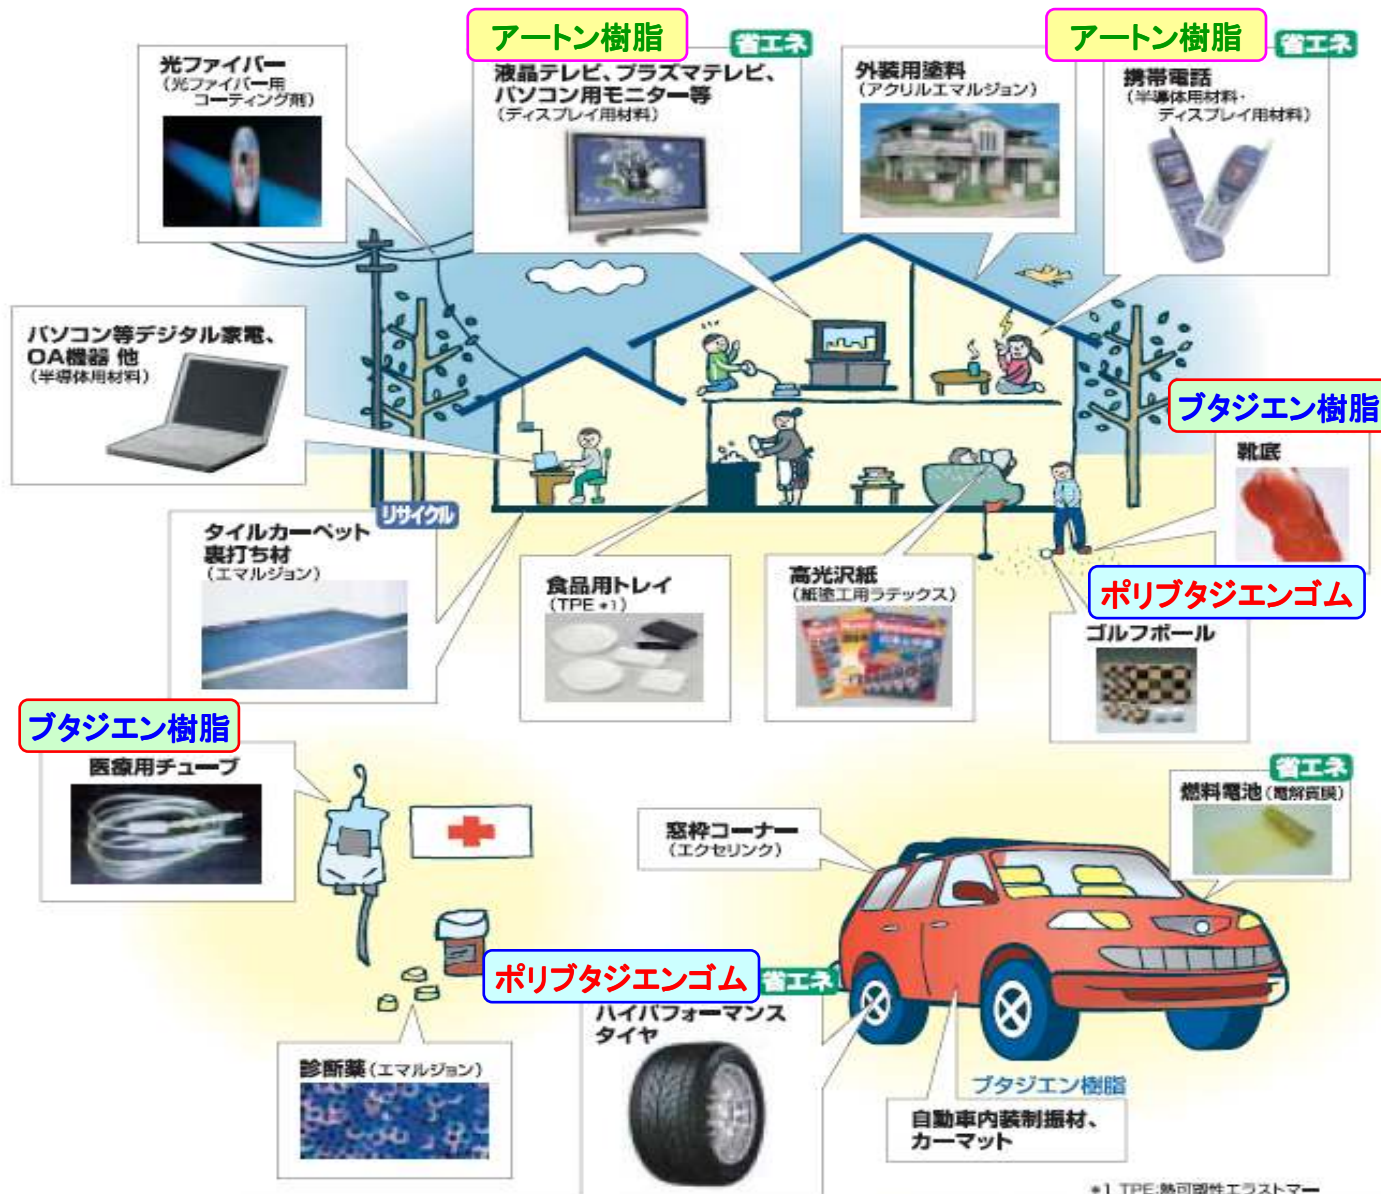 アートン樹脂
省エネ
アートン樹脂
省エネ
光ファイバー
(光ファイバー用
コーティング剤)
液晶テレビ、プラズマテレビ、
パソコン用モニター等
(ディスプレイ用材料)
外装用塗料
(アクリルエマルジョン)
携帯電話
(半導体用材料・
ディスプレイ用材料)
パソコン等デジタル家電、
OA機器 他
(半導体用材料)
ブタジエン樹脂
靴底
リサイクル
タイルカーペット
裏打ち材
(エマルジョン)
食品用トレイ
(TPE*1)
高光沢紙
(紙塗工用ラテックス)
ポリブタジエンゴム
ゴルフボール
ブタジエン樹脂
医療用チューブ
省エネ
燃料電池(電解質膜)
窓枠コーナー
(エクセリンク)
ポリブタジエンゴム
省エネ
ハイパフォーマンス
タイヤ
診断薬(エマルジョン)
ブタジエン樹脂
自動車内装制振材、
カーマット
*1 TPE:熱可塑性エラストマー